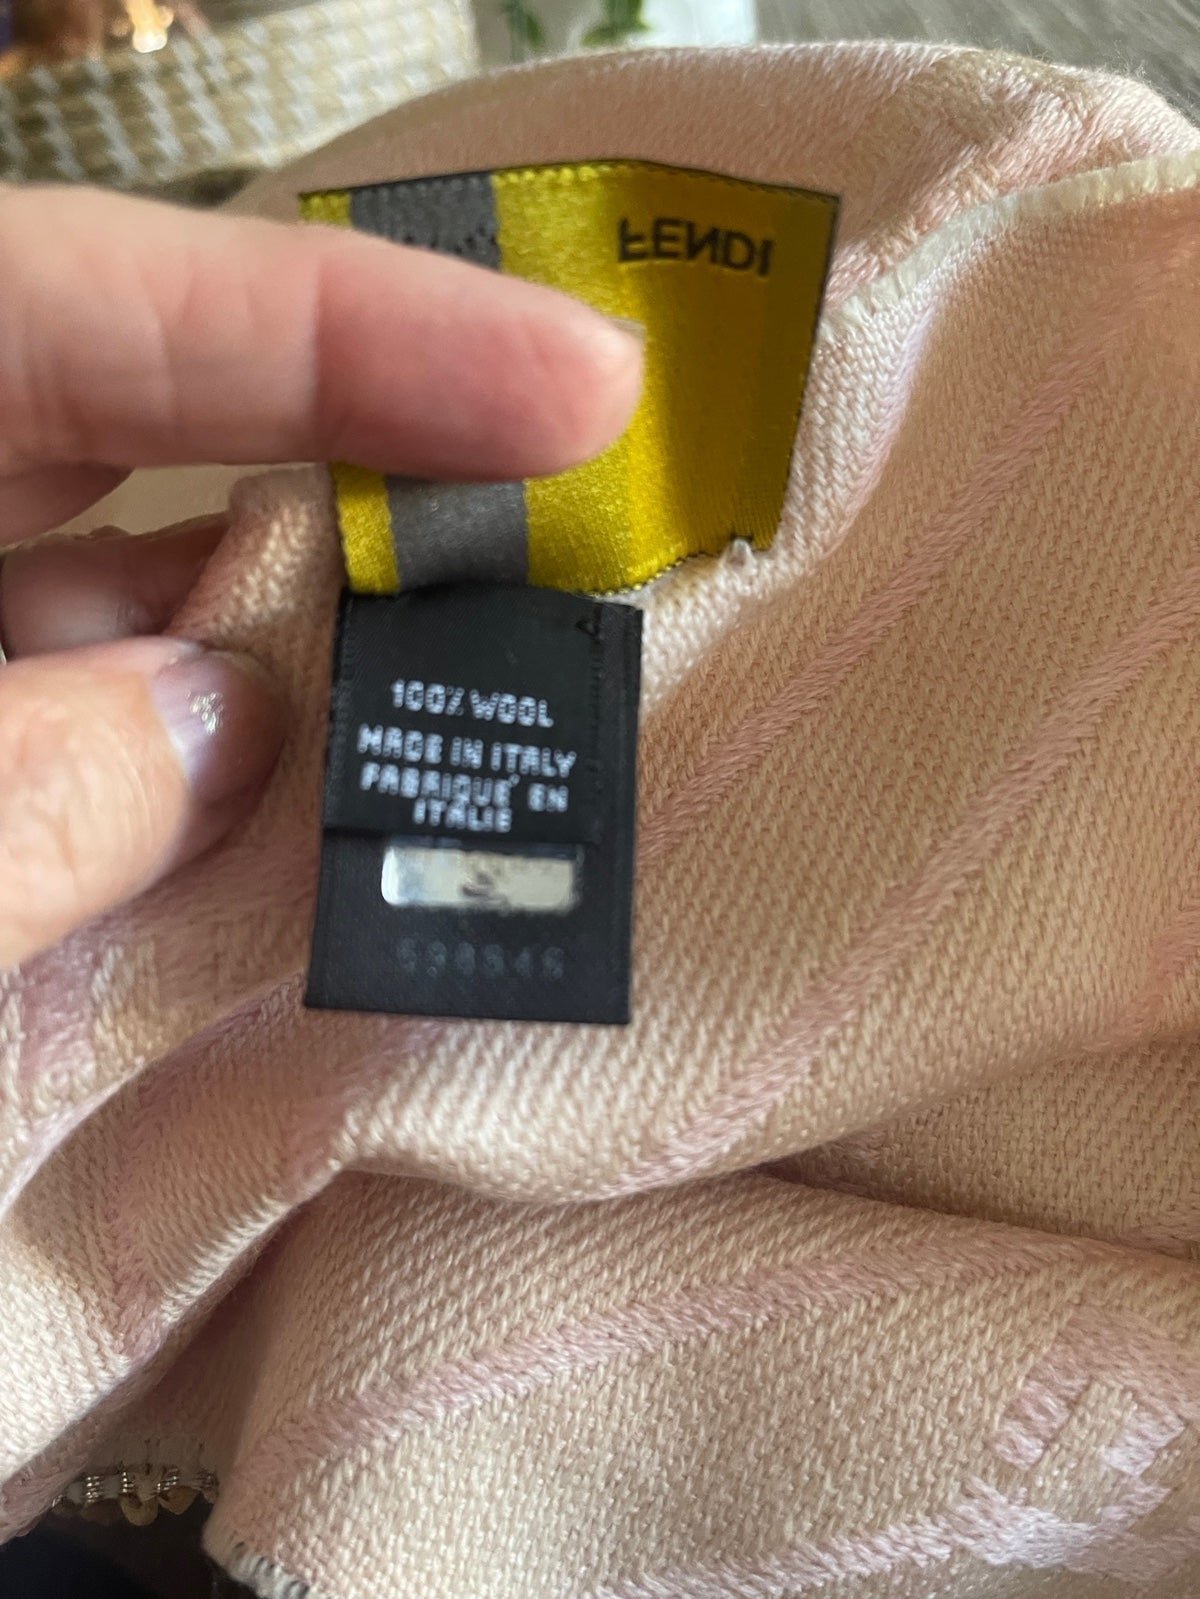 FENDI
100% WOOL
MADE IN ITALY
FABRIQUE' EN
ITALIE